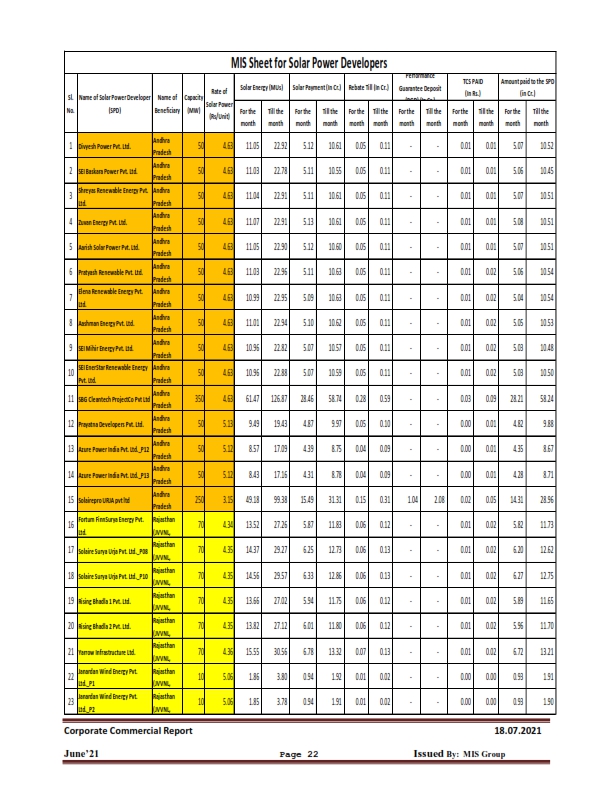 MIS Sheet for Solar Power Developers
Sl. No. Name of Solar Power Developer (SPD) Name of Beneficiary Capacity (MW) Rate of Solar Power (Rs/Unit) Solar Energy (MUs) Solar Payment (In Cr.) Rebate Till (In Cr.) Performance Guarantee Deposit TCS PAID (In Rs.) Amount paid to the SPD (in Cr.)
For the month Till the month For the month Till the month For the month Till the month For the month Till the month For the month Till the month For the month Till the month
1 Divyesh Power Pvt. Ltd. Andhra Pradesh 50 4.63 11.05 22.92 5.12 10.61 0.05 0.11 - - 0.01 0.01 5.07 10.52
2 SEI Baskara Power Pvt. Ltd. Andhra Pradesh 50 4.63 11.03 22.78 5.11 10.55 0.05 0.11 - - 0.01 0.02 5.06 10.45
3 Shreyas Renewable Energy Pvt. Ltd. Andhra Pradesh 50 4.63 11.04 22.91 5.11 10.61 0.05 0.11 - - 0.01 0.01 5.07 10.51
4 Zuvan Energy Pvt. Ltd. Andhra Pradesh 50 4.63 11.07 22.91 5.13 10.61 0.05 0.11 - - 0.01 0.01 5.08 10.51
5 Aarish Solar Power Pvt. Ltd. Andhra Pradesh 50 4.63 11.05 22.90 5.12 10.60 0.05 0.11 - - 0.01 0.01 5.07 10.51
6 Pratyash Renewable Pvt. Ltd. Andhra Pradesh 50 4.63 11.03 22.96 5.11 10.63 0.05 0.11 - - 0.01 0.02 5.06 10.54
7 Elena Renewable Energy Pvt. Ltd. Andhra Pradesh 50 4.63 10.99 22.95 5.09 10.63 0.05 0.11 - - 0.01 0.02 5.04 10.54
8 Aashman Energy Pvt. Ltd. Andhra Pradesh 50 4.63 11.01 22.94 5.10 10.62 0.05 0.11 - - 0.01 0.02 5.05 10.53
9 SEI Mihir Energy Pvt. Ltd. Andhra Pradesh 50 4.63 10.96 22.82 5.07 10.57 0.05 0.11 - - 0.01 0.02 5.03 10.48
10 SEI EnerStar Renewable Energy Pvt. Ltd. Andhra Pradesh 50 4.63 10.96 22.88 5.07 10.59 0.05 0.11 - - 0.01 0.02 5.03 10.50
11 SBG Cleantech ProjectCo Pvt Ltd Andhra Pradesh 350 4.63 61.47 126.87 28.46 58.74 0.28 0.59 - - 0.03 0.09 28.21 58.24
12 Prayatna Developers Pvt. Ltd. Andhra Pradesh 50 5.13 9.49 19.43 4.87 9.97 0.05 0.10 - - 0.00 0.01 4.82 9.88
13 Azure Power India Pvt. Ltd._P12 Andhra Pradesh 50 5.12 8.57 17.09 4.39 8.75 0.04 0.09 - - 0.00 0.01 4.35 8.67
14 Azure Power India Pvt. Ltd._P13 Andhra Pradesh 50 5.12 8.43 17.16 4.31 8.78 0.04 0.09 - - 0.00 0.01 4.28 8.71
15 Solairepro URJA pvt ltd Andhra Pradesh 250 3.15 49.18 99.38 15.49 31.31 0.15 0.31 1.04 2.08 0.02 0.05 14.31 28.96
16 Fortum FinnSurya Energy Pvt. Ltd. Rajasthan (JVVNL, 70 4.34 13.52 27.26 5.87 11.83 0.06 0.12 - - 0.01 0.02 5.82 11.73
17 Solaire Surya Urja Pvt. Ltd._P08 Rajasthan (JVVNL, 70 4.35 14.37 29.27 6.25 12.73 0.06 0.13 - - 0.01 0.02 6.20 12.62
18 Solaire Surya Urja Pvt. Ltd._P10 Rajasthan (JVVNL, 70 4.35 14.56 29.57 6.33 12.86 0.06 0.13 - - 0.01 0.02 6.27 12.75
19 Rising Bhadla 1 Pvt. Ltd. Rajasthan (JVVNL, 70 4.35 13.66 27.02 5.94 11.75 0.06 0.12 - - 0.01 0.02 5.89 11.65
20 Rising Bhadla 2 Pvt. Ltd. Rajasthan (JVVNL, 70 4.35 13.82 27.12 6.01 11.80 0.06 0.12 - - 0.01 0.02 5.96 11.70
21 Yarrow Infrastructure Ltd. Rajasthan (JVVNL, 70 4.36 15.55 30.56 6.78 13.32 0.07 0.13 - - 0.01 0.02 6.72 13.21
22 Janardan Wind Energy Pvt. Ltd._P1 Rajasthan (JVVNL, 10 5.06 1.86 3.80 0.94 1.92 0.01 0.02 - - 0.00 0.00 0.93 1.91
23 Janardan Wind Energy Pvt. Ltd._P2 Rajasthan (JVVNL, 10 5.06 1.85 3.78 0.94 1.91 0.01 0.02 - - 0.00 0.00 0.93 1.90
Corporate Commercial Report 18.07.2021
June'21 Page 22 Issued By: MIS Group